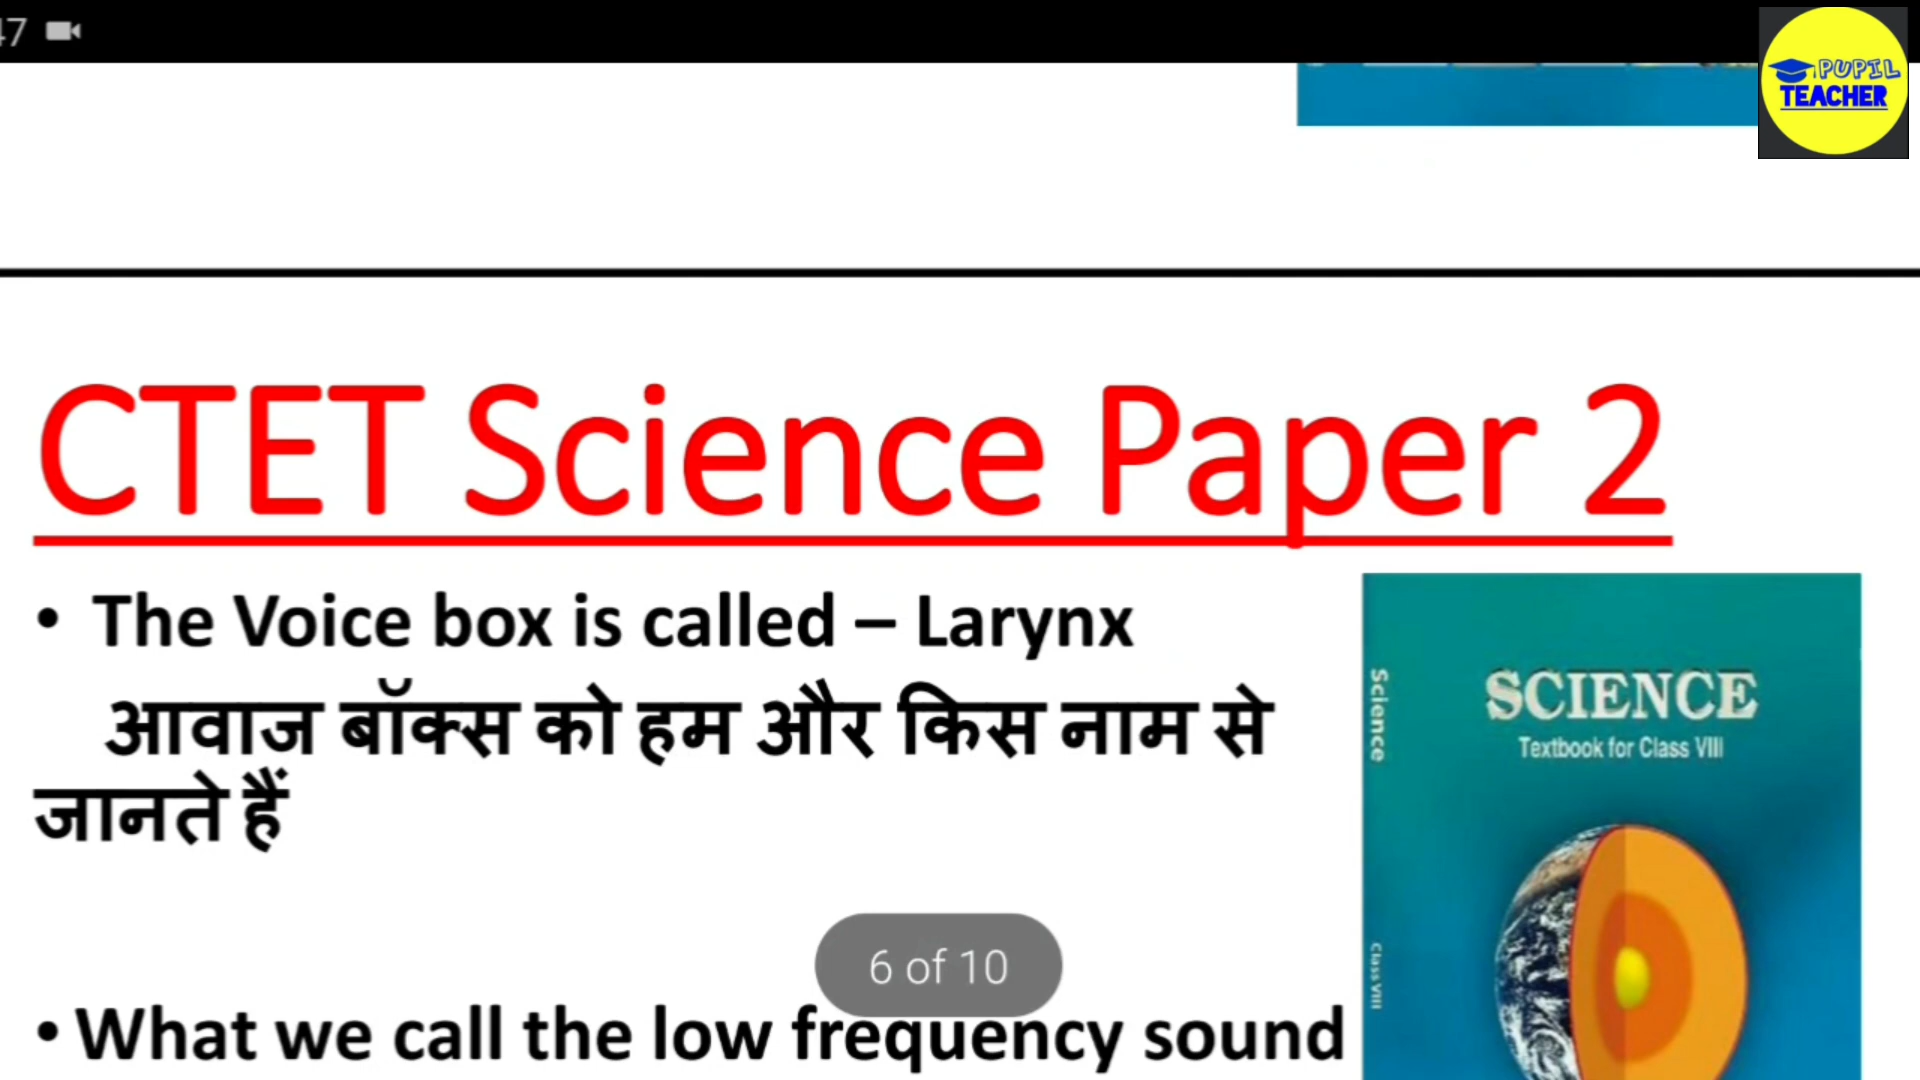 47
PUPIL
TEACHER
CTET Science Paper 2
• The Voice box is called – Larynx
आवाज बॉक्स को हम और किस नाम से
जानते हैं
Science
SCIENCE
Textbook for Class VIII
6 of 10
Class VIII
• What we call the low frequency sound